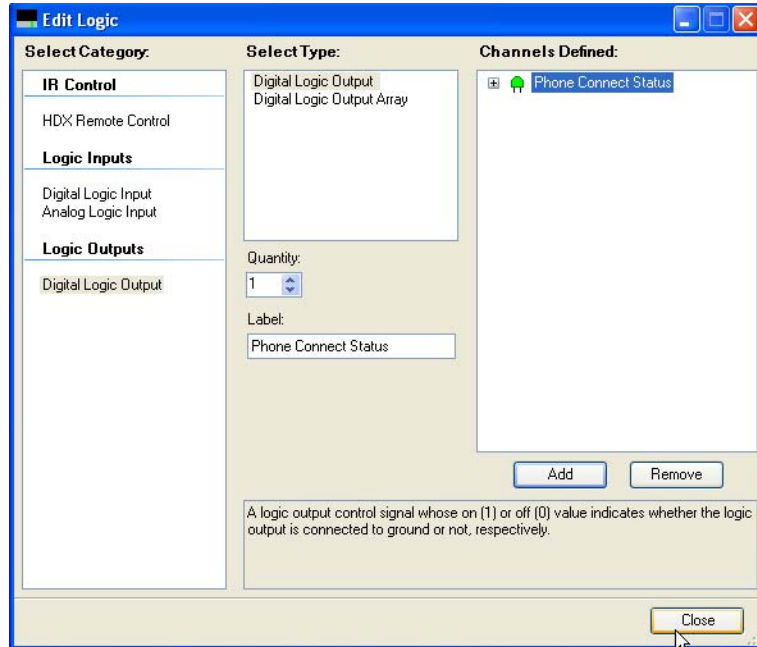 Edit Logic
Select Category:
IR Control
HDX Remote Control
Logic Inputs
Digital Logic Input
Analog Logic Input
Logic Outputs
Digital Logic Output
Select Type:
Digital Logic Output
Digital Logic Output Array
Quantity:
1
Label:
Phone Connect Status
Channels Defined:
Phone Connect Status
Add
Remove
A logic output control signal whose on (1) or off (0) value indicates whether the logic
output is connected to ground or not, respectively.
Close